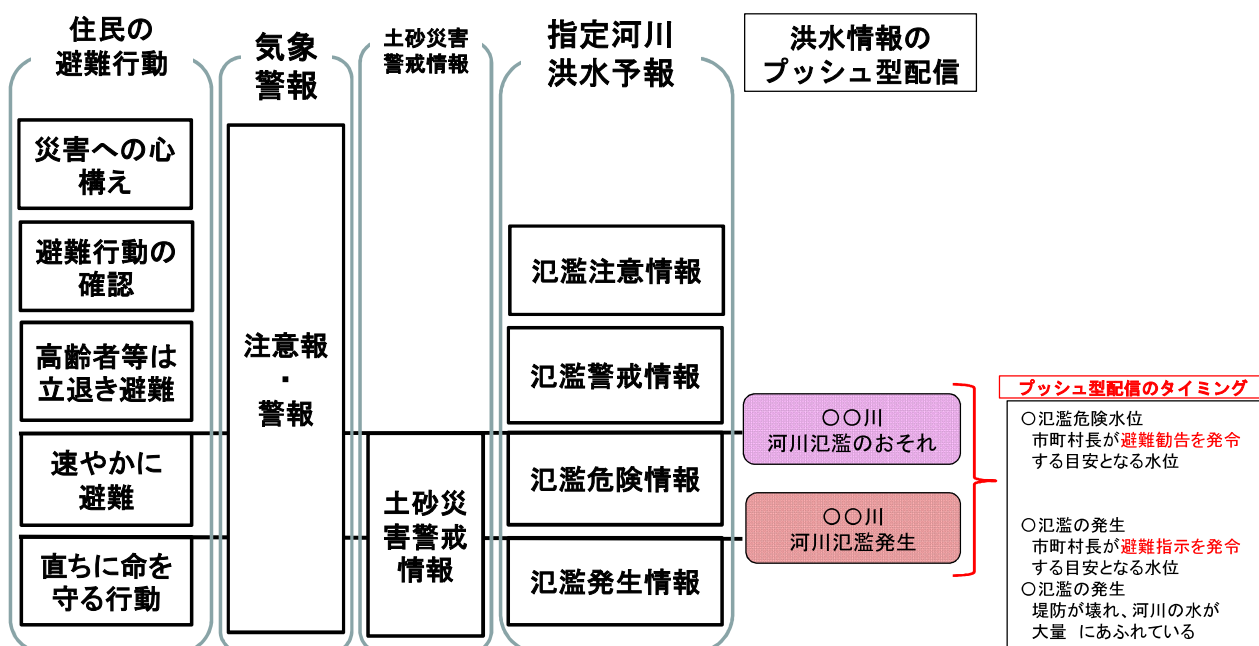 住民の
避難行動
災害への心
構え
避難行動の
確認
高齢者等は
立退き避難
速やかに
避難
直ちに命を
守る行動
気象
警報
注意報
・
警報
土砂災害
警戒情報
土砂災
害警戒
情報
指定河川
洪水予報
氾濫注意情報
氾濫警戒情報
氾濫危険情報
氾濫発生情報
洪水情報の
プッシュ型配信
〇〇川
河川氾濫のおそれ
〇〇川
河川氾濫発生
プッシュ型配信のタイミング
〇氾濫危険水位
市町村長が避難勧告を発令
する目安となる水位
〇氾濫の発生
市町村長が避難指示を発令
する目安となる水位
〇氾濫の発生
堤防が壊れ、河川の水が
大量 にあふれている